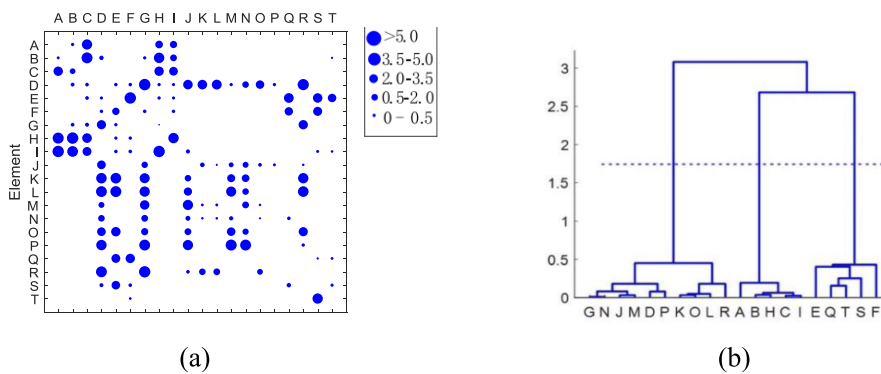 A B C D E F G H I J K L M N O P Q R S T
A
B
C
D
E
F
G
H
I
J
K
L
M
N
O
P
Q
R
S
T
Element
>5.0
3.5-5.0
2.0-3.5
0.5-2.0
0-0.5
(a)
3
2.5
2
1.5
1
0.5
0
G N J M D P K O L R A B H C I E Q T S F
(b)